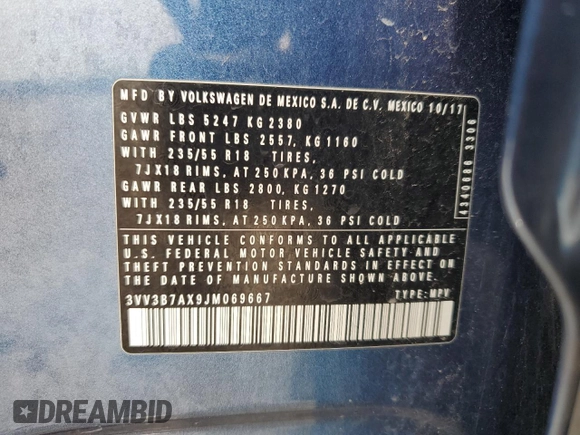 MFD BY VOLKSWAGEN DE MEXICO S.A. DE C.V. MEXICO 10/17
GVWR LBS 5247 KG 2380
GAWR FRONT LBS 2557, KG 1160
WITH 235/55 R18 TIRES,
7JX18 RIMS, AT 250 KPA, 36 PSI COLD
GAWR REAR LBS 2800, KG 1270
WITH 235/55 R18 TIRES,
7JX18 RIMS, AT 250 KPA, 36 PSI COLD
4340080 3306
THIS VEHICLE CONFORMS TO ALL APPLICABLE
U.S. FEDERAL MOTOR VEHICLE SAFETY-AND
THEFT PREVENTION STANDARDS IN EFFECT ON
THE DATE OF MANUFACTURE SHOWN ABOVE.
3VV3B7AX9JM069667 TYPE: MPV
DREAMBID